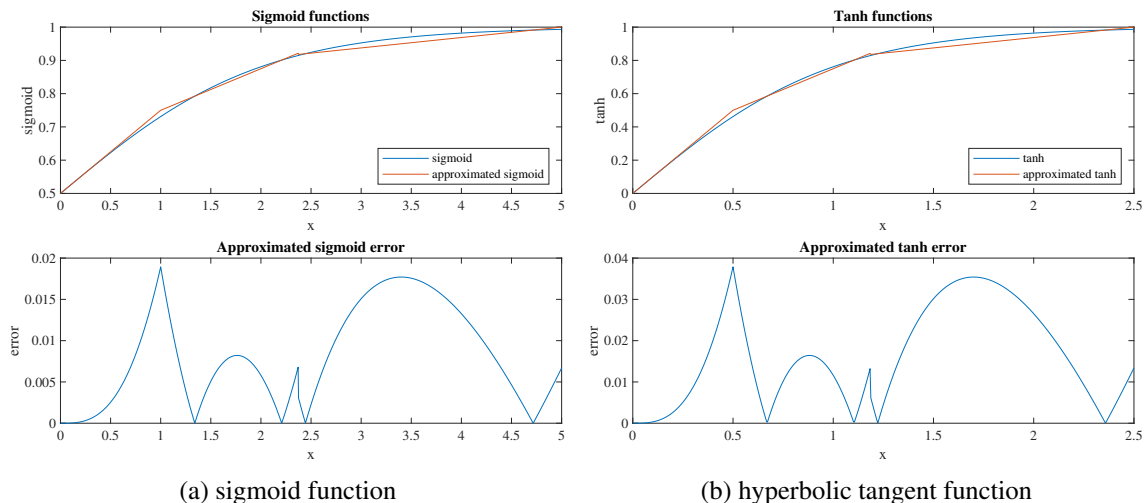 Sigmoid functions
1
0.9
0.8
0.7
0.6
0.5
sigmoid
sigmoid
approximated sigmoid
0 0.5 1 1.5 2 2.5 3 3.5 4 4.5 5
x
Approximated sigmoid error
0.02
0.015
0.01
0.005
0
error
0 0.5 1 1.5 2 2.5 3 3.5 4 4.5 5
x
(a) sigmoid function
Tanh functions
1
0.8
0.6
0.4
0.2
0
tanh
tanh
approximated tanh
0 0.5 1 1.5 2 2.5
x
Approximated tanh error
0.04
0.03
0.02
0.01
0
error
0 0.5 1 1.5 2 2.5
x
(b) hyperbolic tangent function